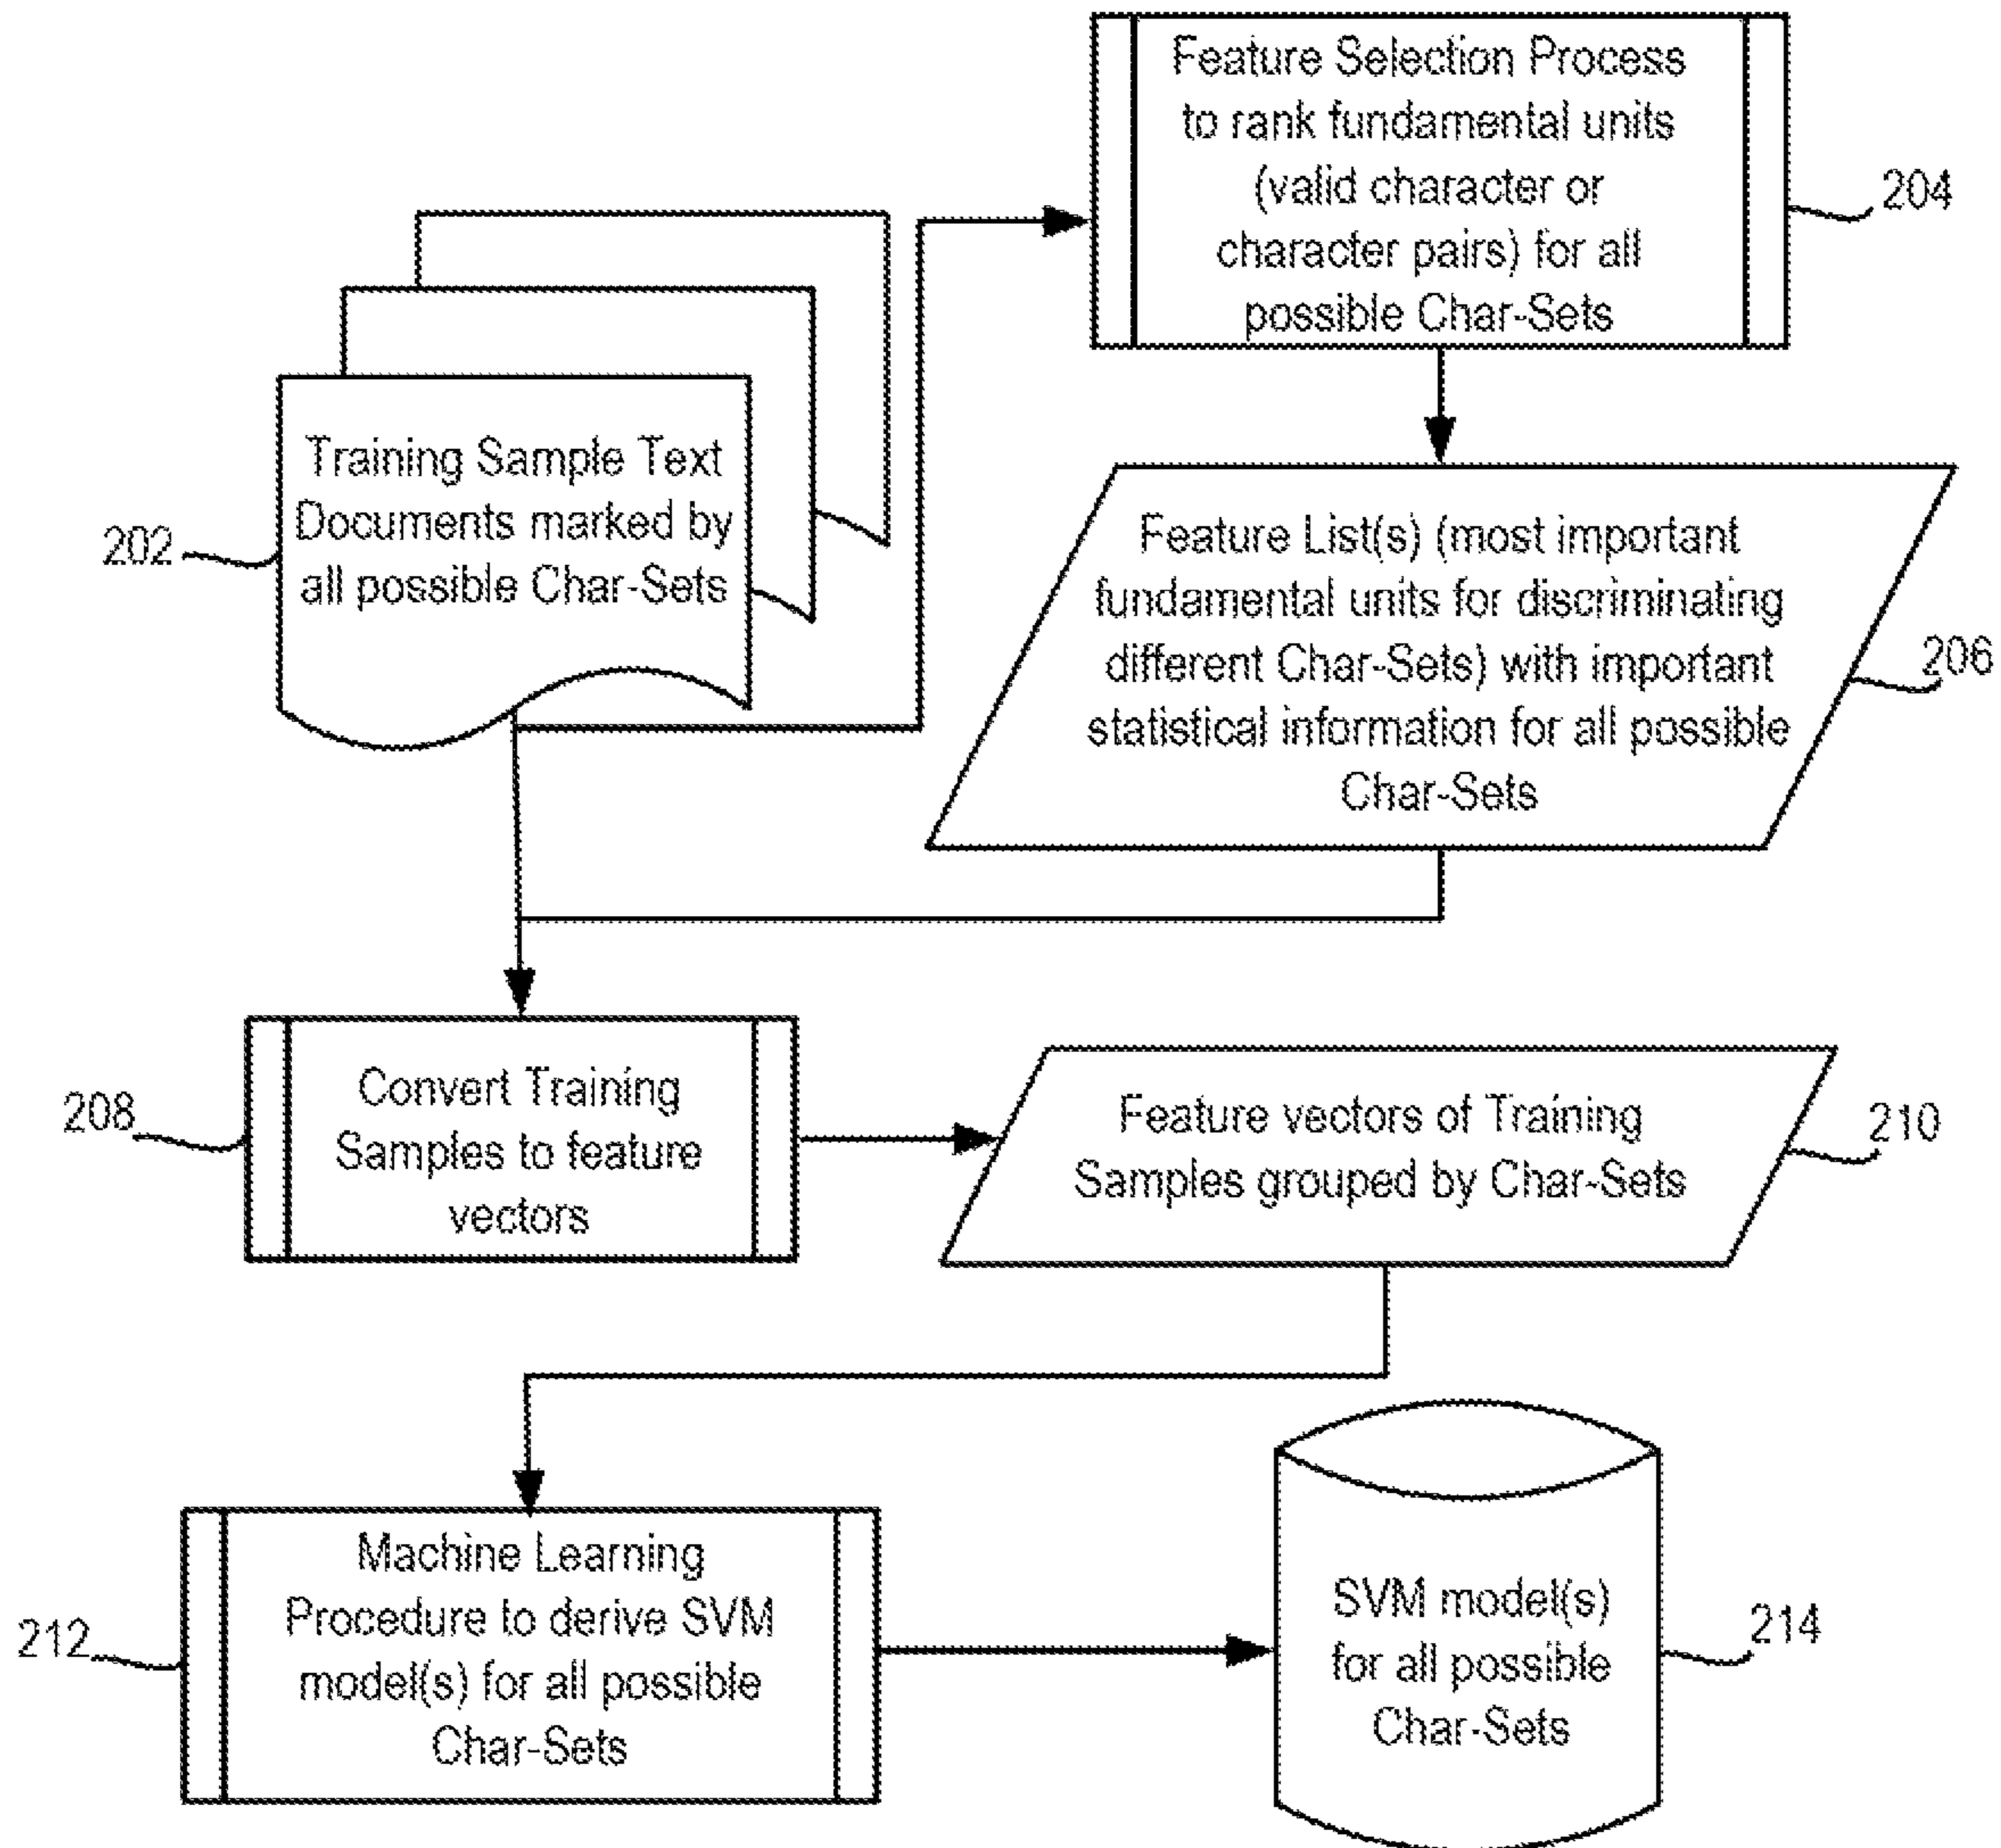 Feature Selection Process
to rank fundamental units
(valid character or
character pairs) for all
possible Char-Sets
204
Training Sample Text
Documents marked by
all possible Char-Sets
202
Feature List(s) (most important
fundamental units for discriminating
different Char-Sets) with important
statistical information for all possible
Char-Sets
206
Convert Training
Samples to feature
vectors
208
Feature vectors of Training
Samples grouped by Char-Sets
210
Machine Learning
Procedure to derive SVM
model(s) for all possible
Char-Sets
212
SVM model(s)
for all possible
Char-Sets
214